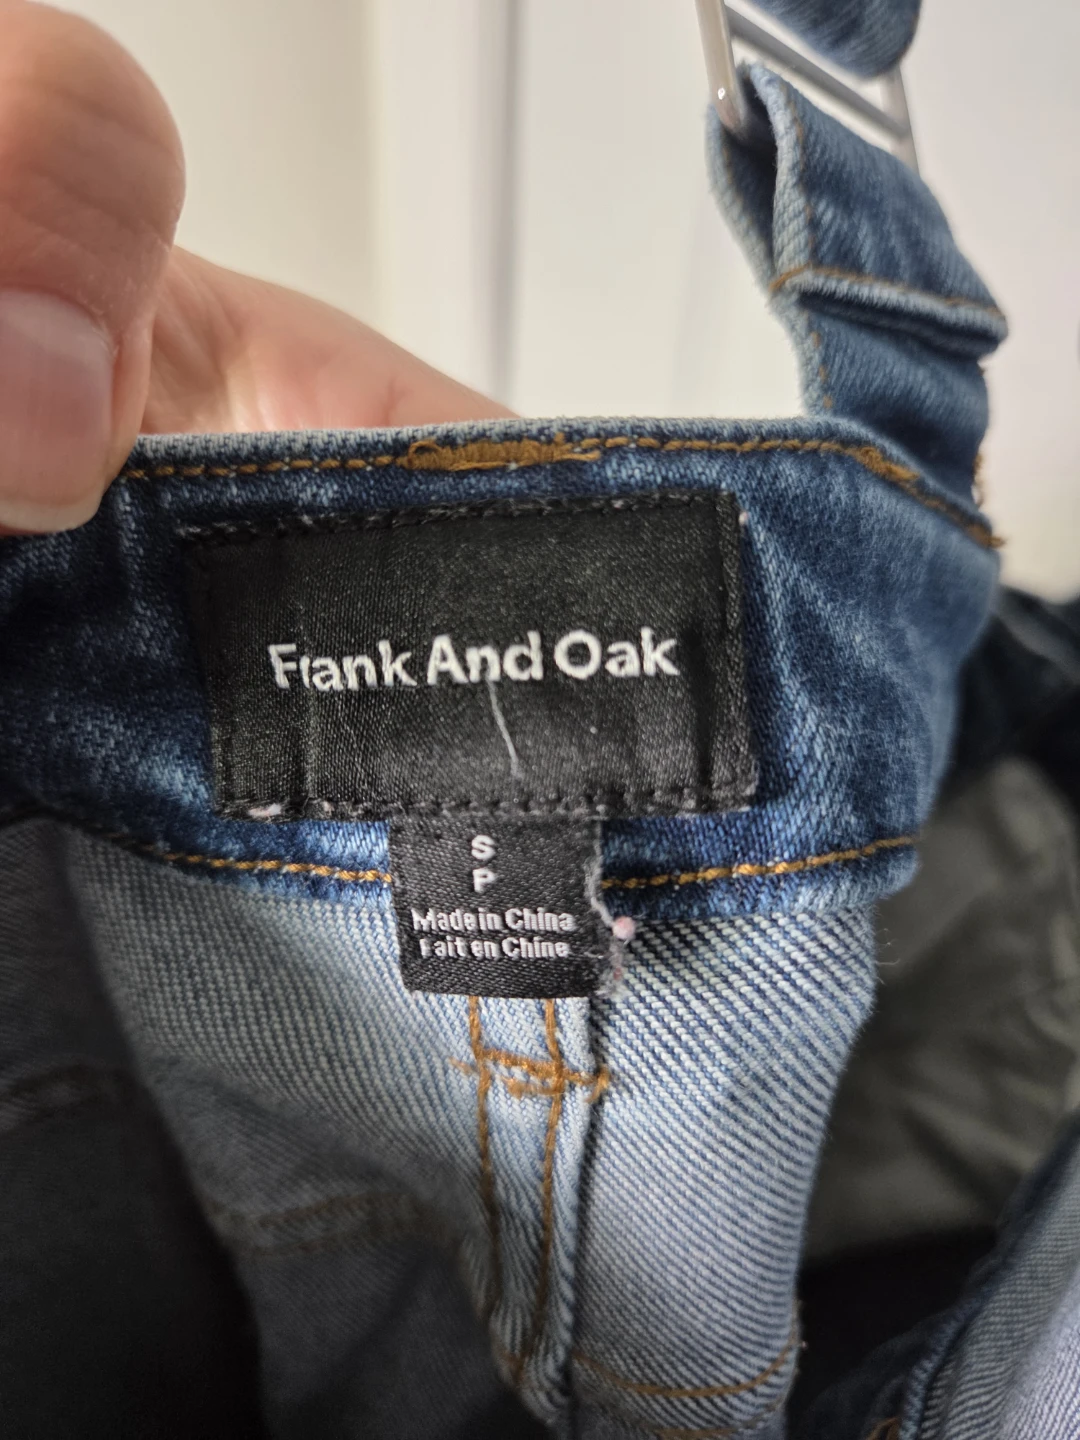 Frank And Oak
S
P
Made in China
Fait en Chine